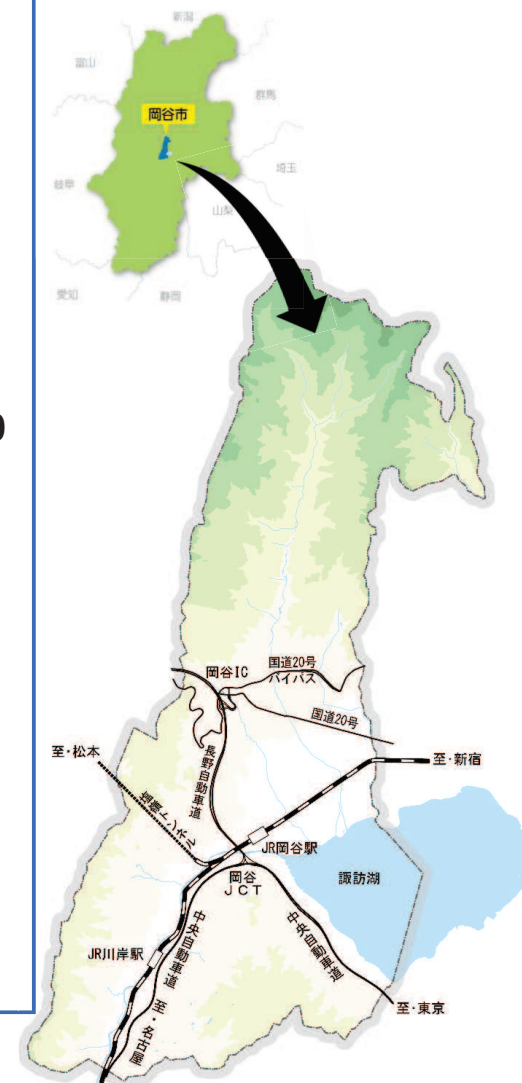 新潟
富山
群馬
岡谷市
埼玉
岐阜
山梨
愛知
静岡
岡谷IC
国道20号
バイパス
国道20号
至・松本
長野自動車道
至・新宿
塩嶺トンネル
JR岡谷駅
岡谷
JCT
諏訪湖
JR川岸駅
中央自動車道
至・名古屋
中央自動車道
至・東京